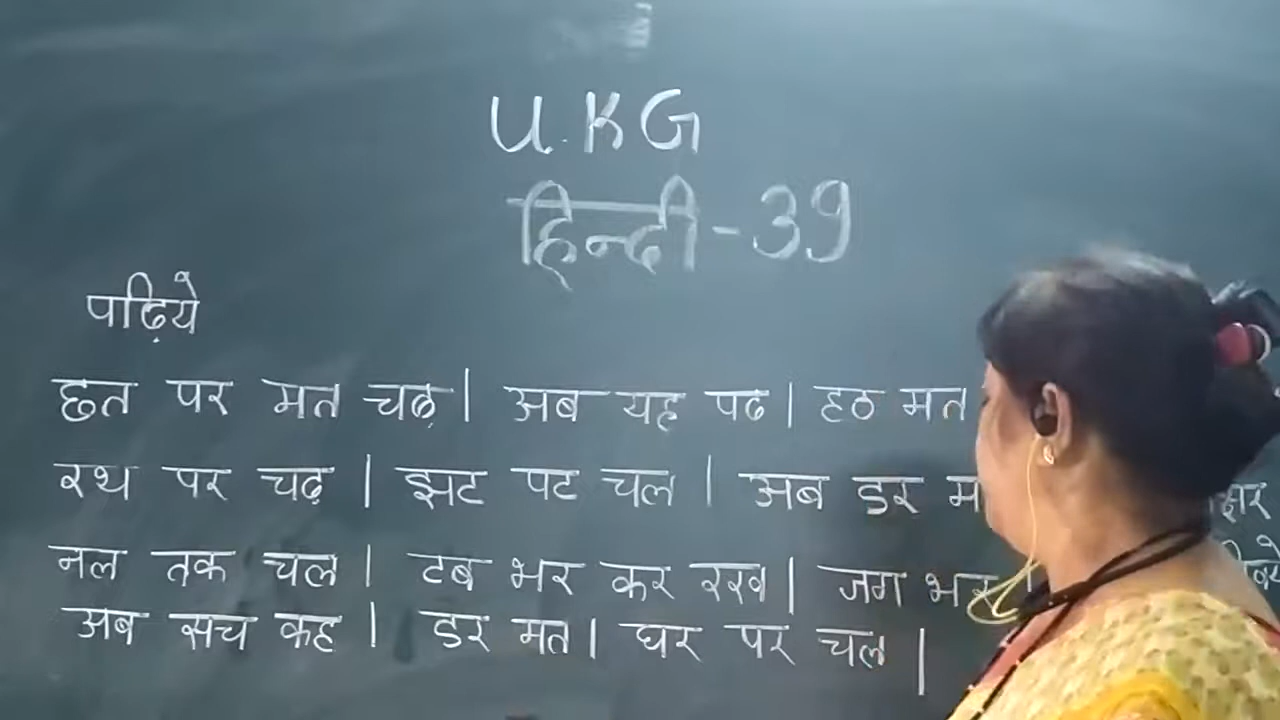 U.KG
हिन्दी-39
पढ़िये
छत पर मत चढ़। अब यह पढ। हठ मत
रथ पर चढ़। झट पट चल। अब डर
नल तक चल। टब भर कर रख। जग भर
अब सच कह। डर मत। घर पर चल।